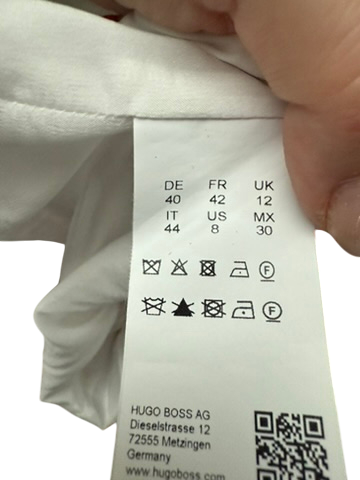 DE FR UK
40 42 12
IT US MX
44 8 30
HUGO BOSS AG
Dieselstrasse 12
72555 Metzingen
Germany
www.hugoboss.com